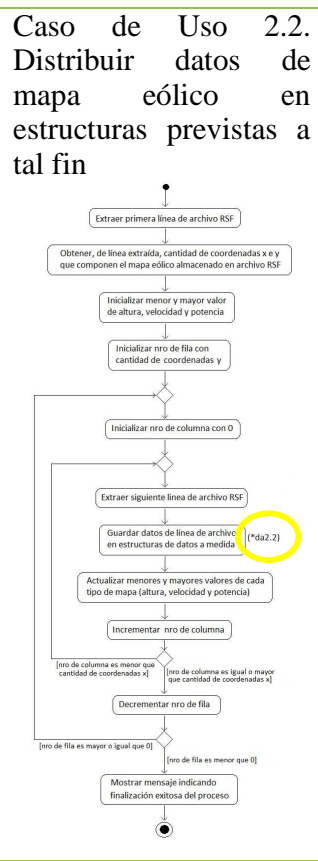 Caso de Uso 2.2.
Distribuir datos de
mapa eólico en
estructuras previstas a
tal fin
Extraer primera línea de archivo RSF
Obtener, de línea extraída, cantidad de coordenadas x e y
que componen el mapa eólico almacenado en archivo RSF
Inicializar menor y mayor valor
de altura, velocidad y potencia
Inicializar nro de fila con
cantidad de coordenadas y
Inicializar nro de columna con 0
Extraer siguiente linea de archivo RSF
Guardar datos de línea de archivo
en estructuras de datos a medida
(*da2.2)
Actualizar menores y mayores valores de cada
tipo de mapa (altura, velocidad y potencia)
Incrementar nro de columna
[nro de columna es menor que
cantidad de coordenadas x]
[nro de columna es igual o mayor
que cantidad de coordenadas x]
Decrementar nro de fila
[nro de fila es mayor o igual que 0]
[nro de fila es menor que 0]
Mostrar mensaje indicando
finalización exitosa del proceso